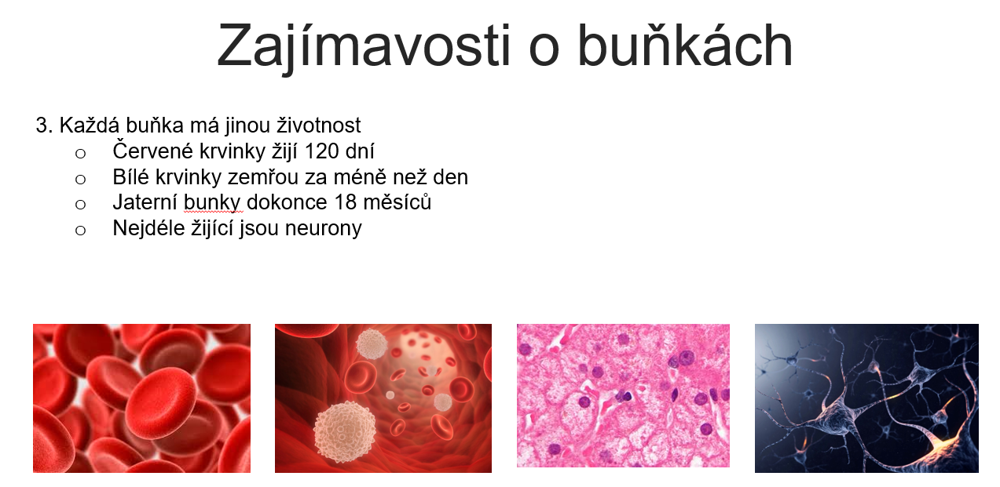 Zajímavosti o buňkách
3. Každá buňka má jinou životnost
o Červené krvinky žijí 120 dní
o Bílé krvinky zemřou za méně než den
o Jaterní bunky dokonce 18 měsíců
o Nejdéle žijící jsou neurony